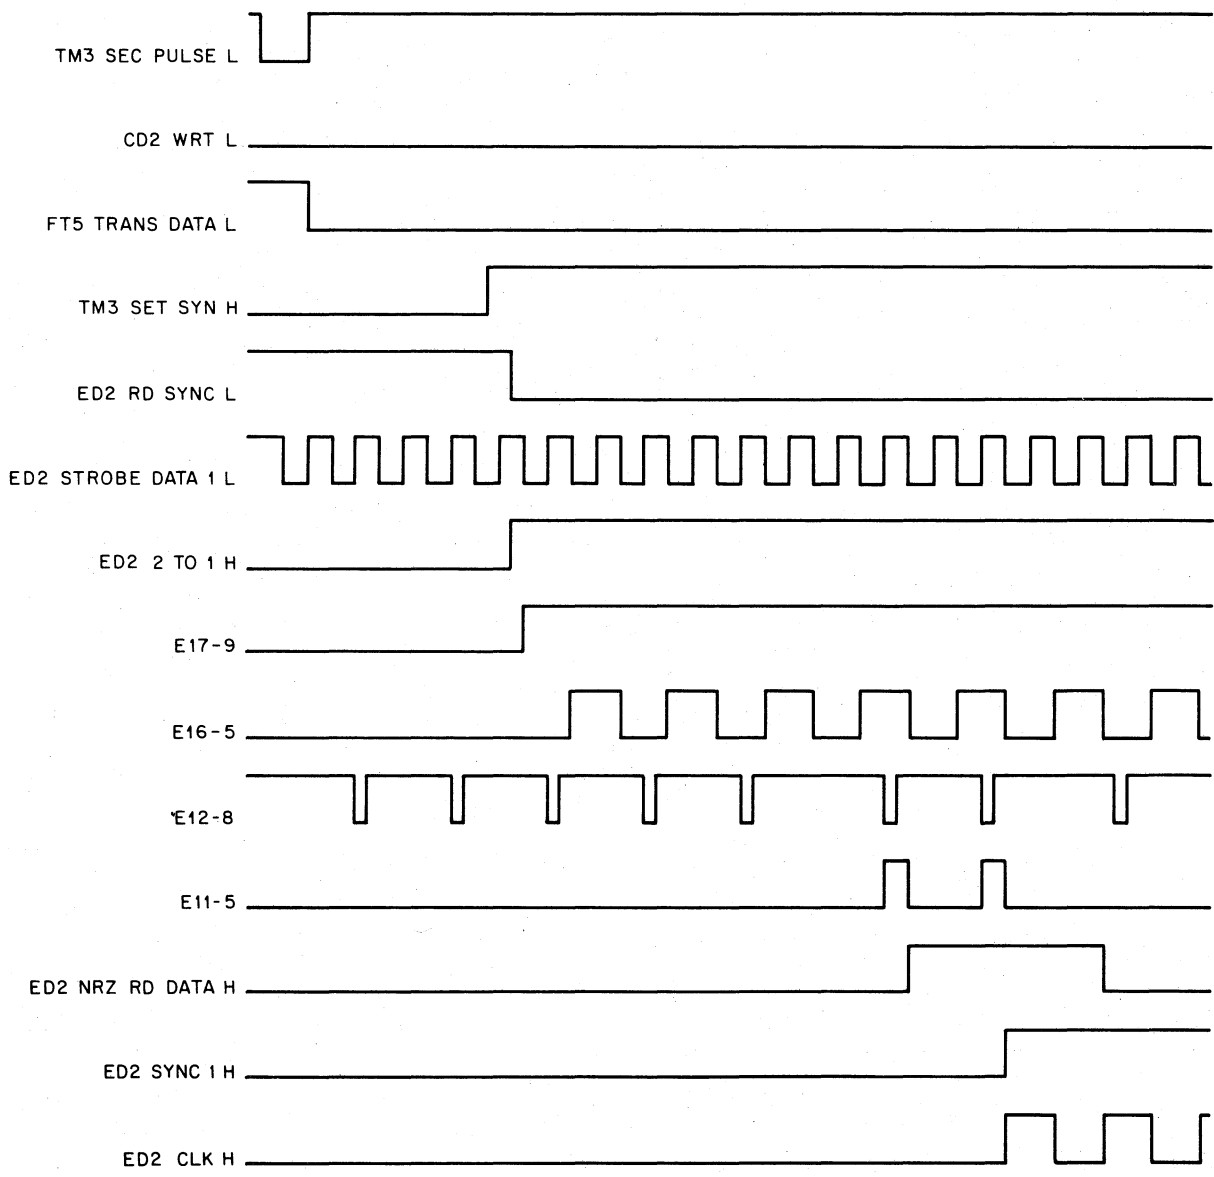 TM3 SEC PULSE L
CD2 WRT L
FT5 TRANS DATA L
TM3 SET SYN H
ED2 RD SYNC L
ED2 STROBE DATA 1 L
ED2 2 TO 1 H
E17-9
E16-5
E12-8
E11-5
ED2 NRZ RD DATA H
ED2 SYNC 1 H
ED2 CLK H